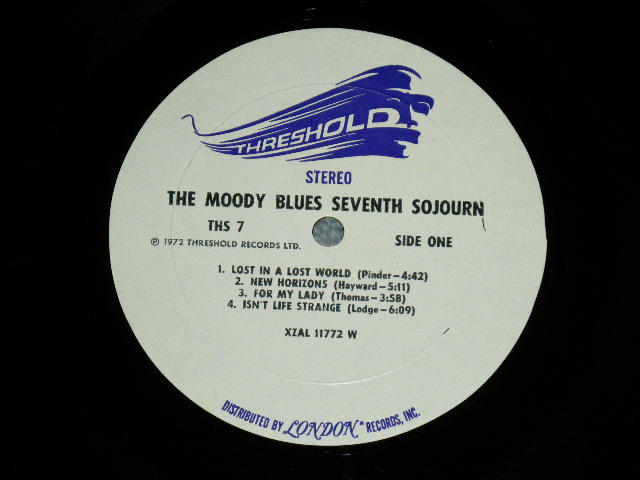 THRESHOLD
STEREO
THE MOODY BLUES SEVENTH SOJOURN
THS 7
SIDE ONE
℗ 1972 THRESHOLD RECORDS LTD.
1. LOST IN A LOST WORLD (Pinder—4:42)
2. NEW HORIZONS (Hayward—5:11)
3. FOR MY LADY (Thomas—3:58)
4. ISN'T LIFE STRANGE (Lodge—6:09)
XZAL 11772 W
DISTRIBUTED BY LONDON® RECORDS, INC.